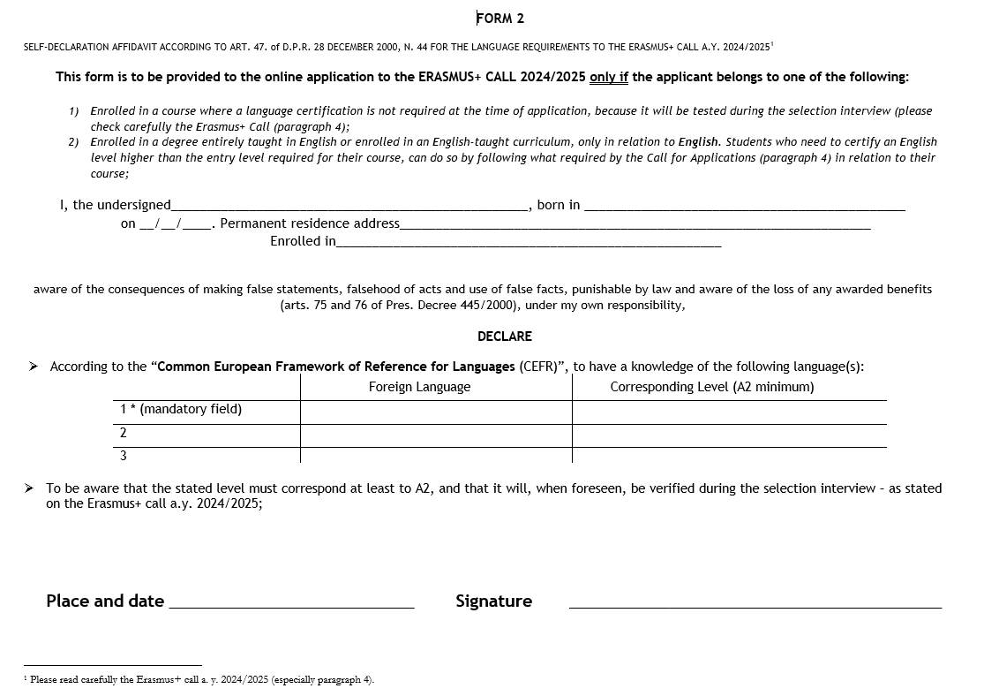 FORM 2
SELF-DECLARATION AFFIDAVIT ACCORDING TO ART. 47. of D.P.R. 28 DECEMBER 2000, N. 44 FOR THE LANGUAGE REQUIREMENTS TO THE ERASMUS+ CALL A.Y. 2024/2025¹
This form is to be provided to the online application to the ERASMUS+ CALL 2024/2025 only if the applicant belongs to one of the following:
1) Enrolled in a course where a language certification is not required at the time of application, because it will be tested during the selection interview (please
check carefully the Erasmus+ Call (paragraph 4);
2) Enrolled in a degree entirely taught in English or enrolled in an English-taught curriculum, only in relation to English. Students who need to certify an English
level higher than the entry level required for their course, can do so by following what required by the Call for Applications (paragraph 4) in relation to their
course;
I, the undersigned__________________________________________________, born in _____________________________________________
on __/__/____. Permanent residence address__________________________________________________________________
Enrolled in______________________________________________________
aware of the consequences of making false statements, falsehood of acts and use of false facts, punishable by law and aware of the loss of any awarded benefits
(arts. 75 and 76 of Pres. Decree 445/2000), under my own responsibility,
DECLARE
➢ According to the “Common European Framework of Reference for Languages (CEFR)”, to have a knowledge of the following language(s):
Foreign Language Corresponding Level (A2 minimum)
1 * (mandatory field)
2
3
➢ To be aware that the stated level must correspond at least to A2, and that it will, when foreseen, be verified during the selection interview – as stated
on the Erasmus+ call a.y. 2024/2025;
Place and date __________________________ Signature ________________________________________
¹ Please read carefully the Erasmus+ call a. y. 2024/2025 (especially paragraph 4).